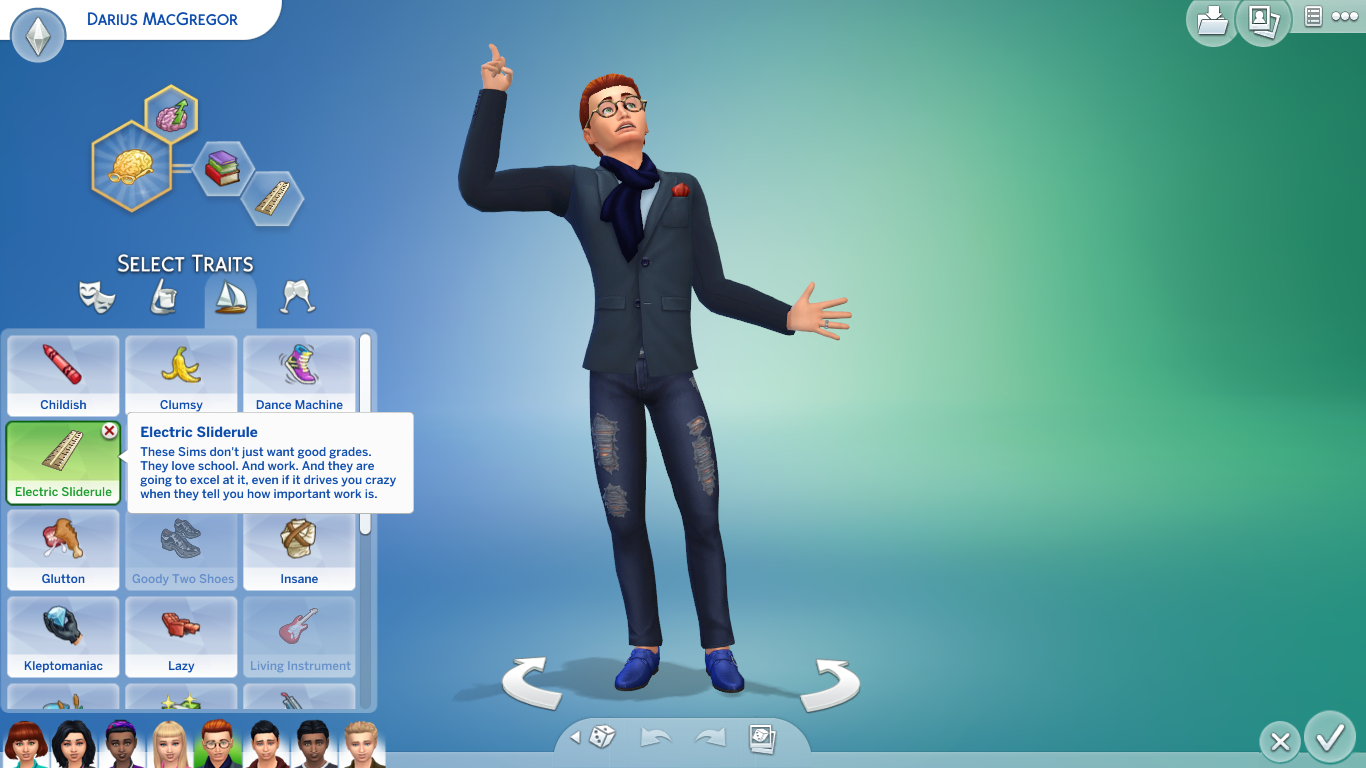 Darius MacGregor
Select Traits
Childish
Clumsy
Dance Machine
Electric Sliderule
Electric Sliderule
These Sims don't just want good grades.
They love school. And work. And they are
going to excel at it, even if it drives you crazy
when they tell you how important work is.
Glutton
Goody Two Shoes
Insane
Kleptomaniac
Lazy
Living Instrument